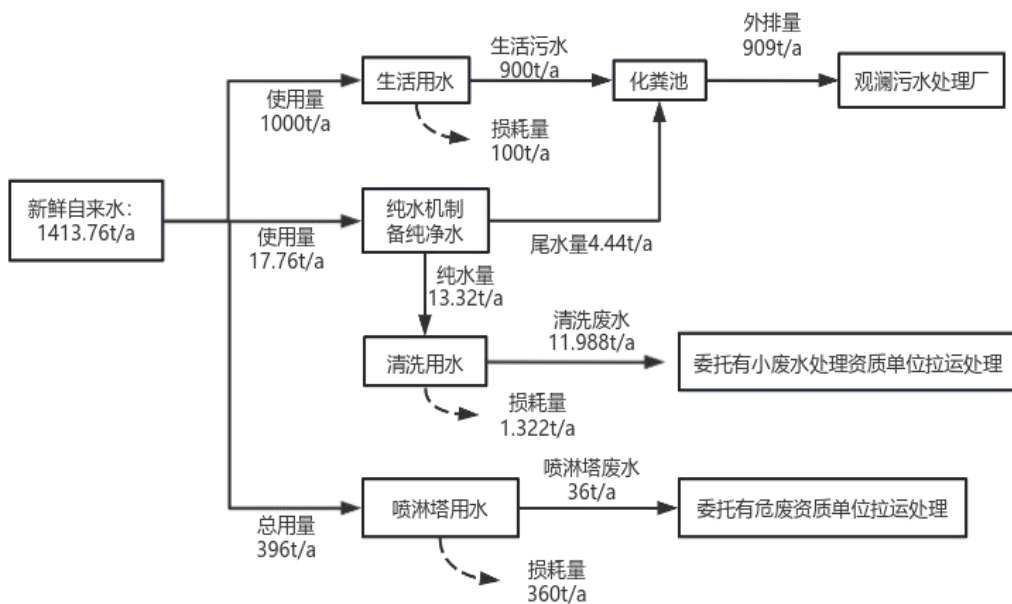 生活污水
900t/a
外排量
909t/a
生活用水
化粪池
观澜污水处理厂
使用量
1000t/a
损耗量
100t/a
新鲜自来水：
1413.76t/a
纯水机制
备纯净水
使用量
17.76t/a
尾水量4.44t/a
纯水量
13.32t/a
清洗废水
11.988t/a
清洗用水
委托有小废水处理资质单位拉运处理
损耗量
1.322t/a
喷淋塔废水
36t/a
喷淋塔用水
委托有危废资质单位拉运处理
总用量
396t/a
损耗量
360t/a